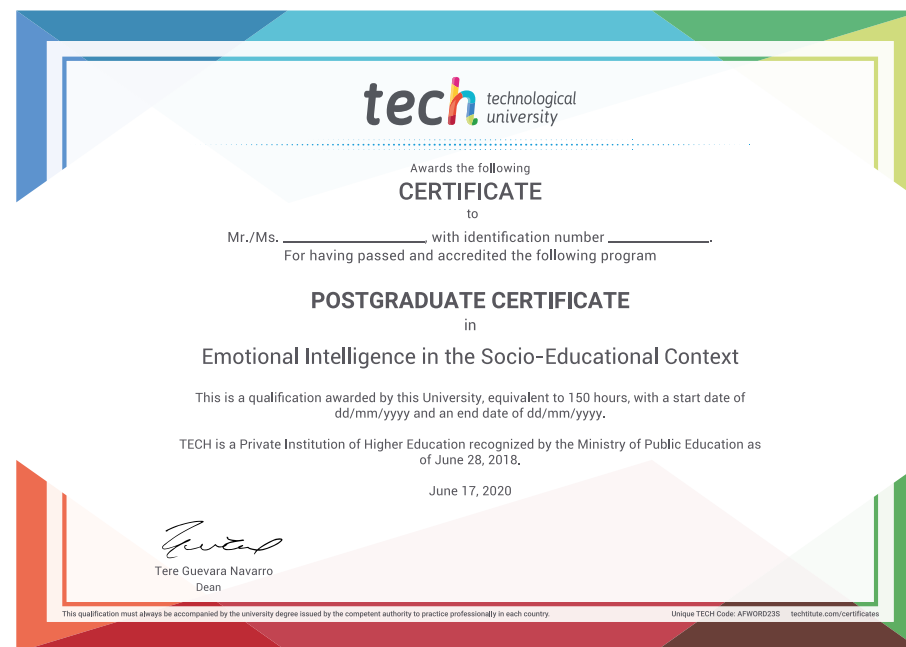 tech technological
university
Awards the following
CERTIFICATE
to
Mr./Ms. ____________________, with identification number ______________.
For having passed and accredited the following program
POSTGRADUATE CERTIFICATE
in
Emotional Intelligence in the Socio-Educational Context
This is a qualification awarded by this University, equivalent to 150 hours, with a start date of
dd/mm/yyyy and an end date of dd/mm/yyyy.
TECH is a Private Institution of Higher Education recognized by the Ministry of Public Education as
of June 28, 2018.
June 17, 2020
Tere Guevara Navarro
Dean
This qualification must always be accompanied by the university degree issued by the competent authority to practice professionally in each country. Unique TECH Code: AFWORD23S techtitute.com/certificates